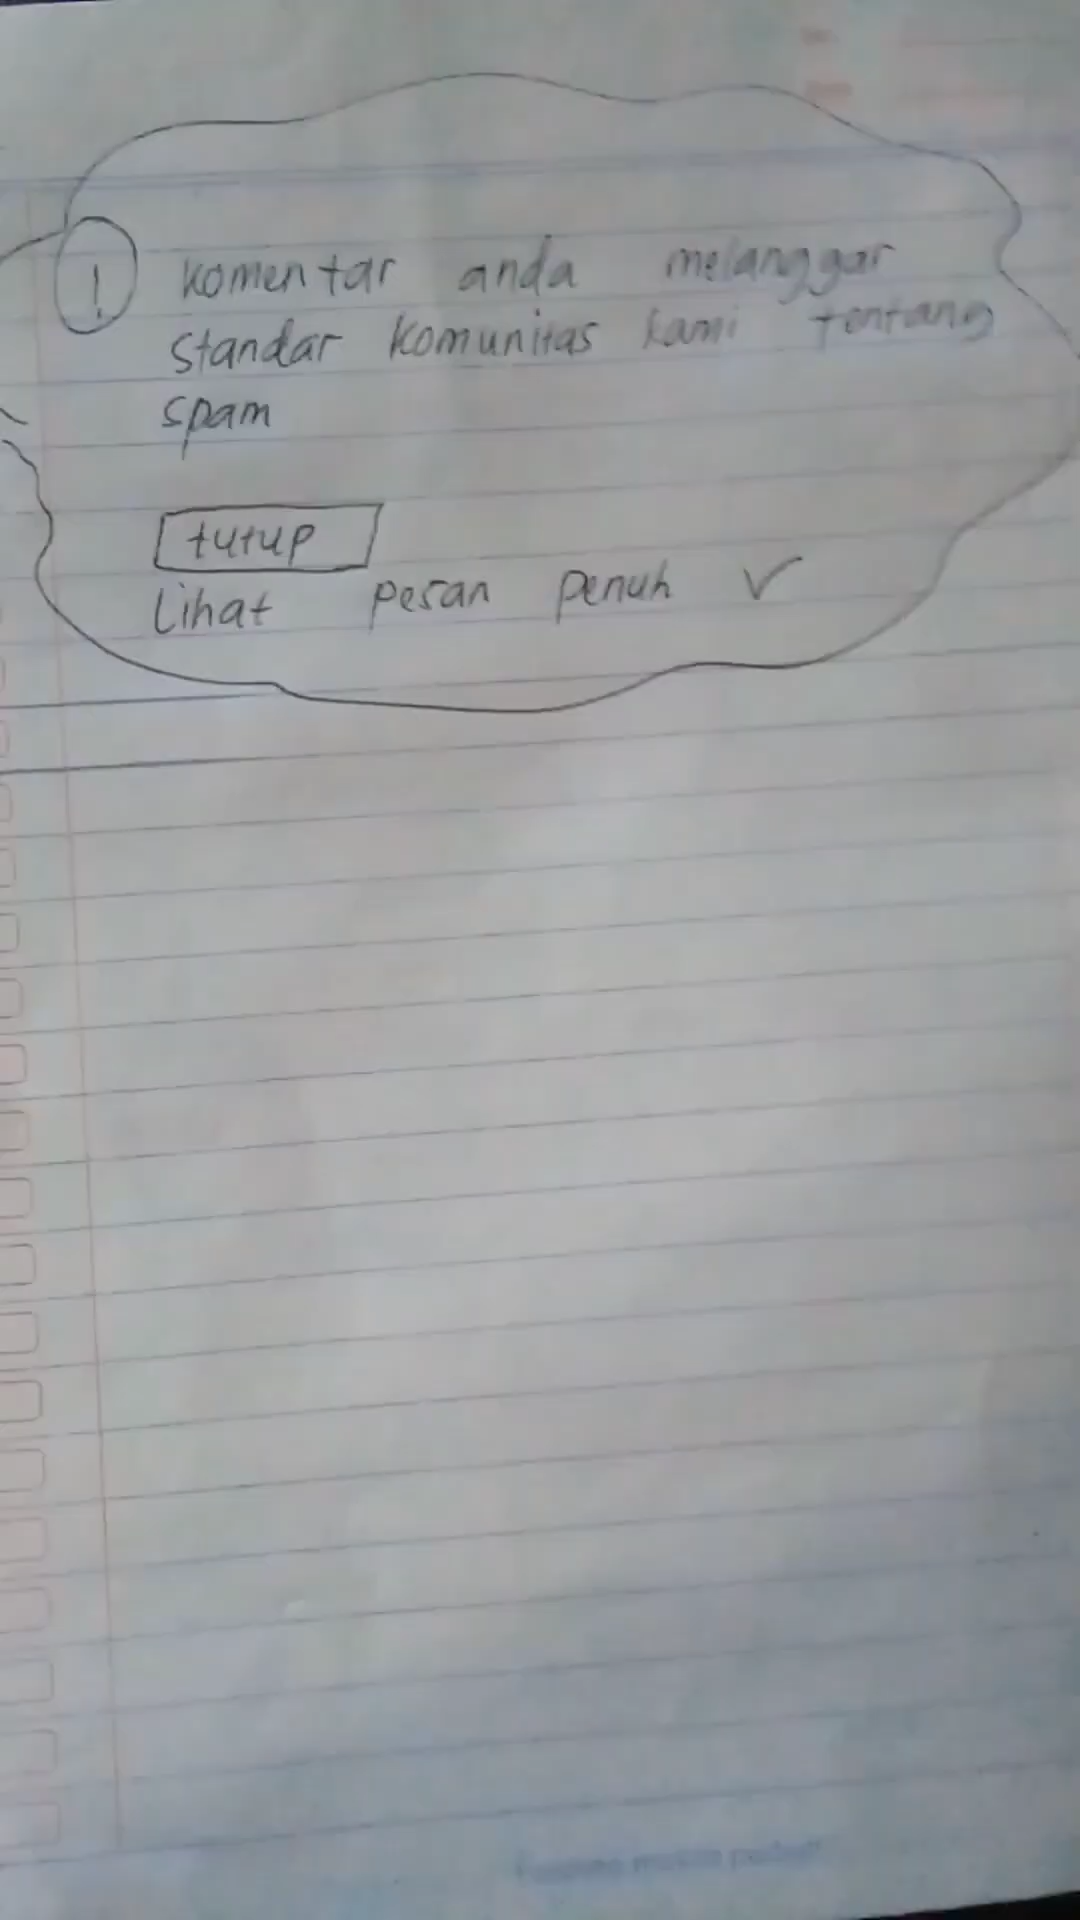 ! komentar anda melanggar
standar komunitas kami tentang
spam
tutup
Lihat pesan penuh ✓